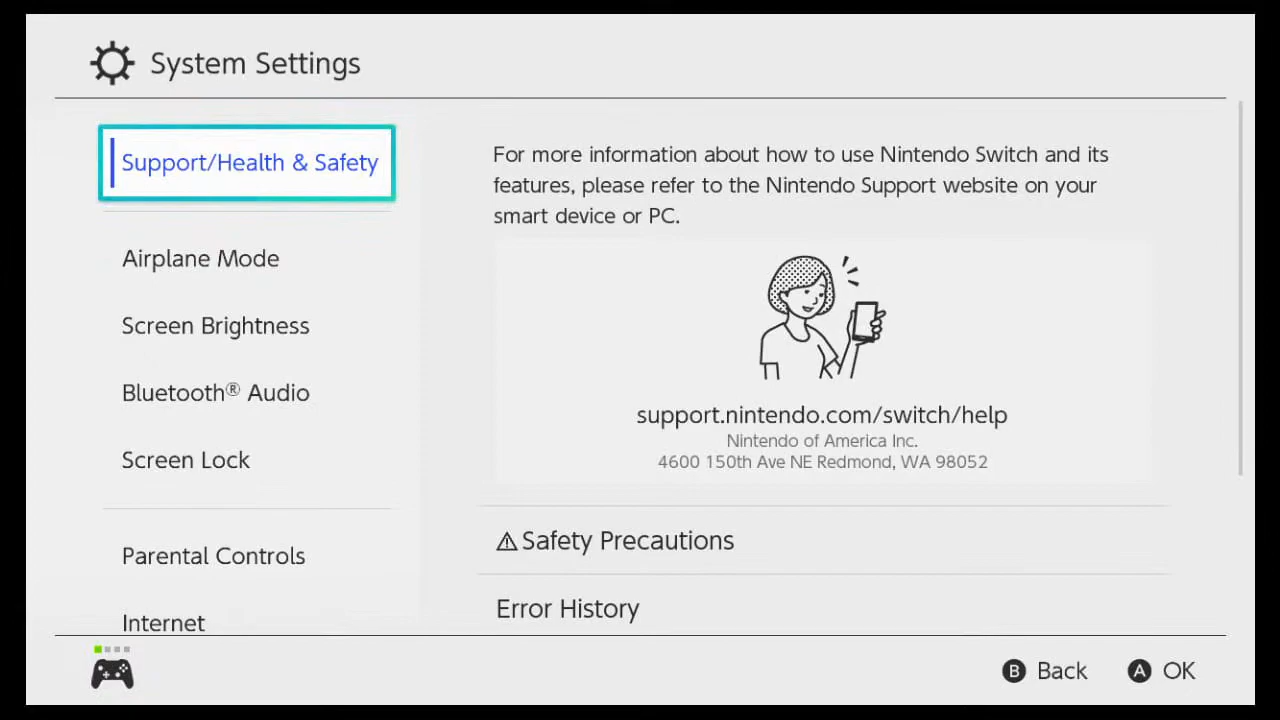 System Settings
Support/Health & Safety
Airplane Mode
Screen Brightness
Bluetooth® Audio
Screen Lock
Parental Controls
Internet
For more information about how to use Nintendo Switch and its
features, please refer to the Nintendo Support website on your
smart device or PC.
support.nintendo.com/switch/help
Nintendo of America Inc.
4600 150th Ave NE Redmond, WA 98052
Safety Precautions
Error History
B Back A OK